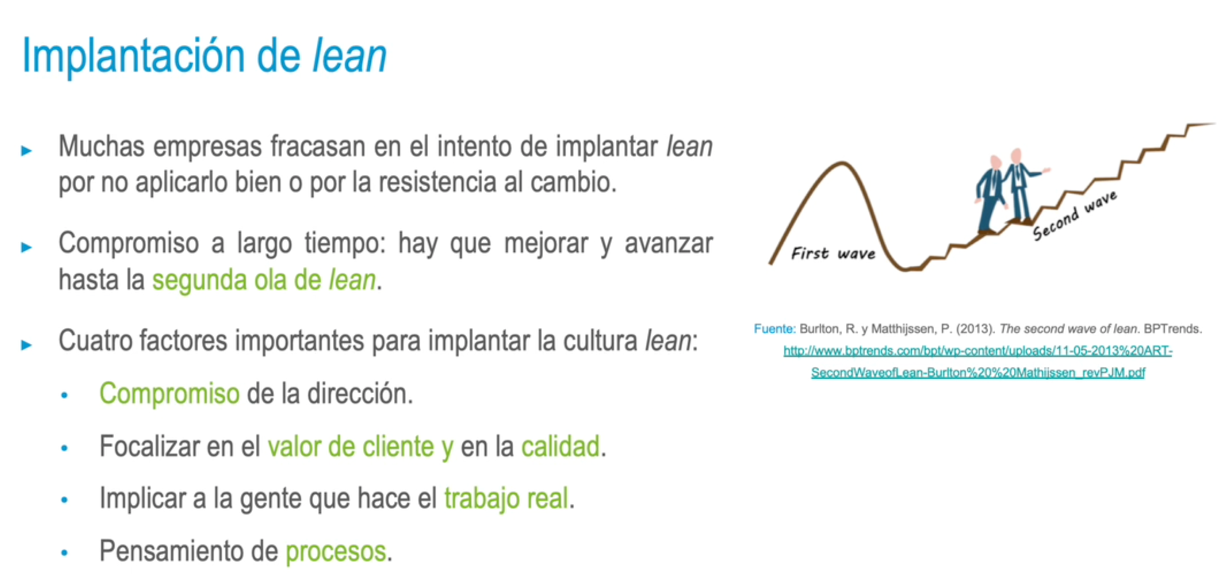 Implantación de lean
► Muchas empresas fracasan en el intento de implantar lean
por no aplicarlo bien o por la resistencia al cambio.
► Compromiso a largo tiempo: hay que mejorar y avanzar
hasta la segunda ola de lean.
► Cuatro factores importantes para implantar la cultura lean:
• Compromiso de la dirección.
• Focalizar en el valor de cliente y en la calidad.
• Implicar a la gente que hace el trabajo real.
• Pensamiento de procesos.
First wave
Second wave
Fuente: Burlton, R. y Matthijssen, P. (2013). The second wave of lean. BPTrends.
http://www.bptrends.com/bpt/wp-content/uploads/11-05-2013%20ART-
SecondWaveofLean-Burlton%20%20Mathijssen_revPJM.pdf